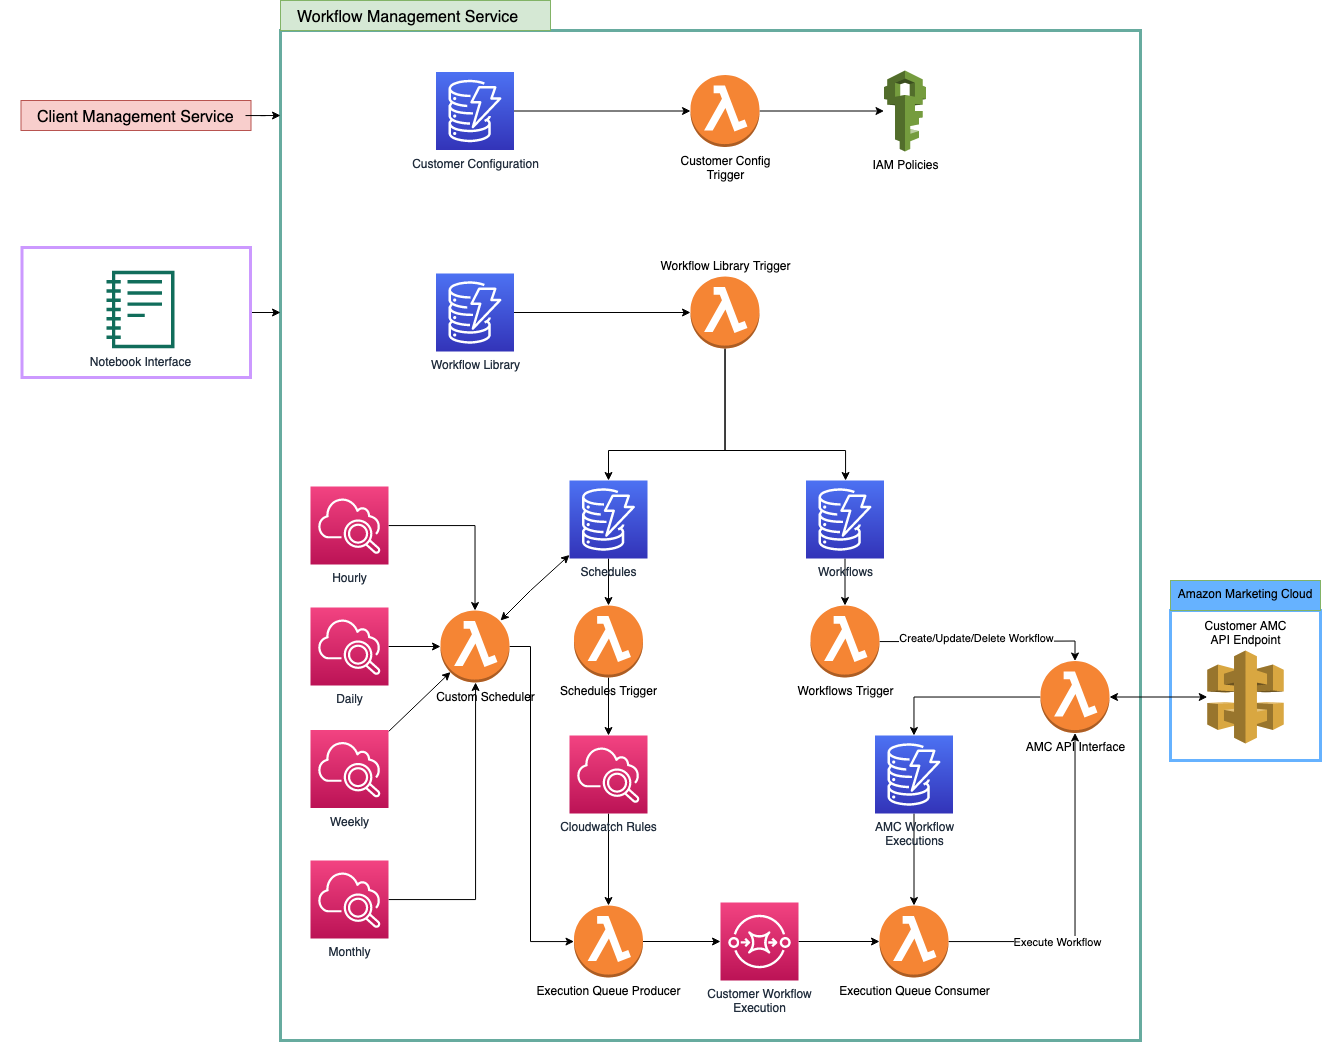 Workflow Management Service
Client Management Service
Customer Configuration
Customer Config
Trigger
IAM Policies
Notebook Interface
Workflow Library
Workflow Library Trigger
Hourly
Daily
Weekly
Monthly
Custom Scheduler
Schedules
Schedules Trigger
Cloudwatch Rules
Workflows
Workflows Trigger
Create/Update/Delete Workflow
AMC API Interface
Amazon Marketing Cloud
Customer AMC
API Endpoint
AMC Workflow
Executions
Execution Queue Producer
Customer Workflow
Execution
Execution Queue Consumer
Execute Workflow